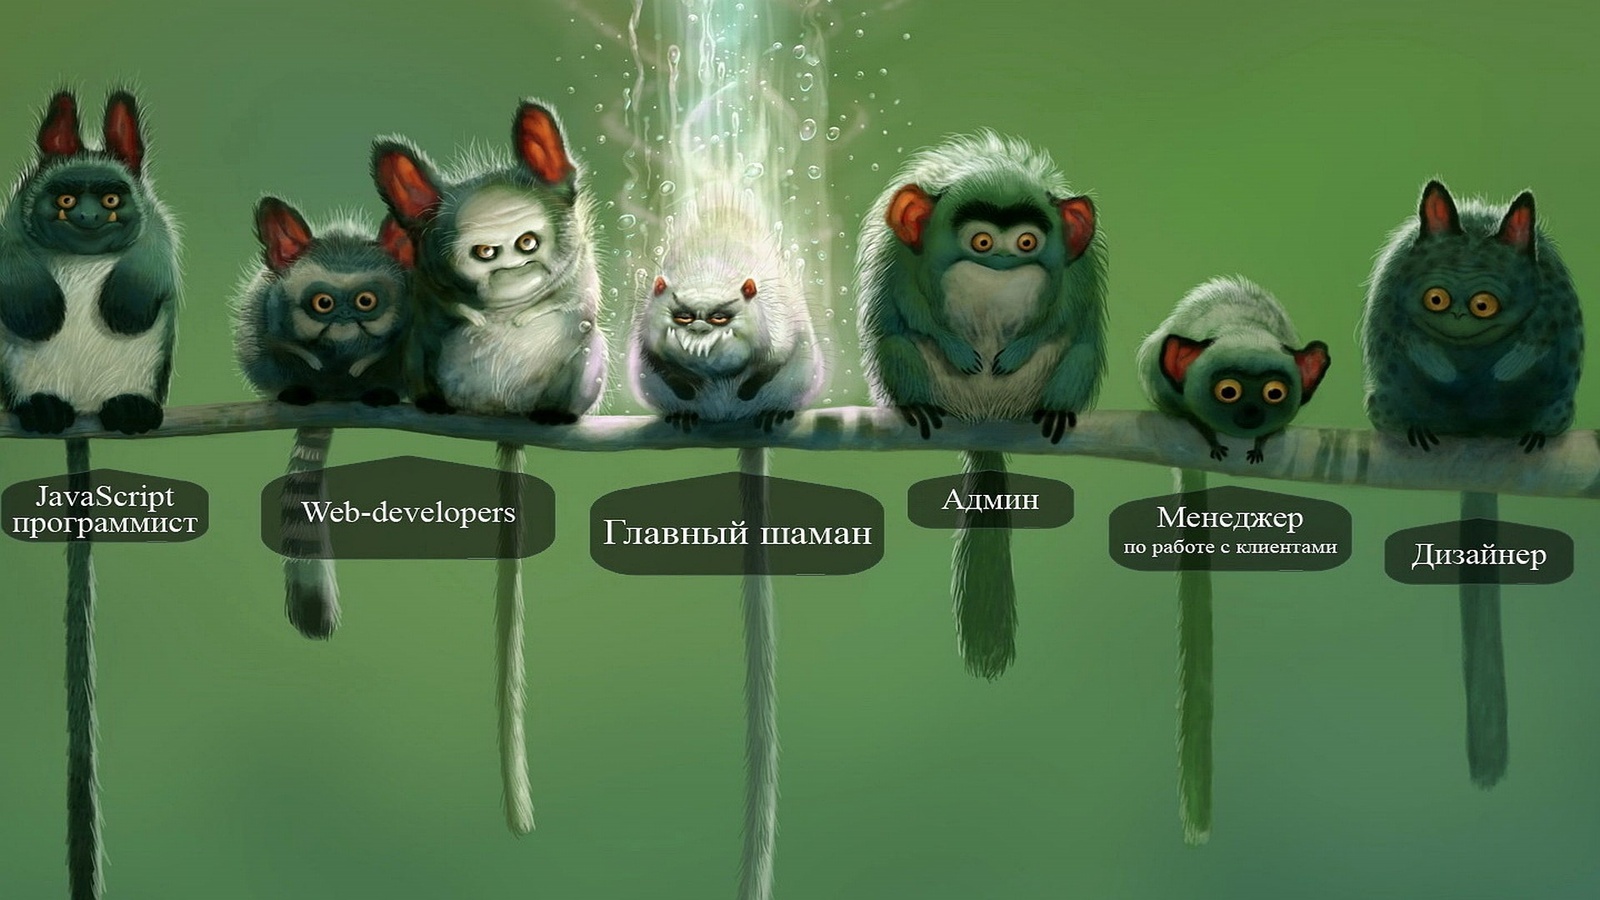 JavaScript
программист
Web-developers
Главный шаман
Админ
Менеджер
по работе с клиентами
Дизайнер